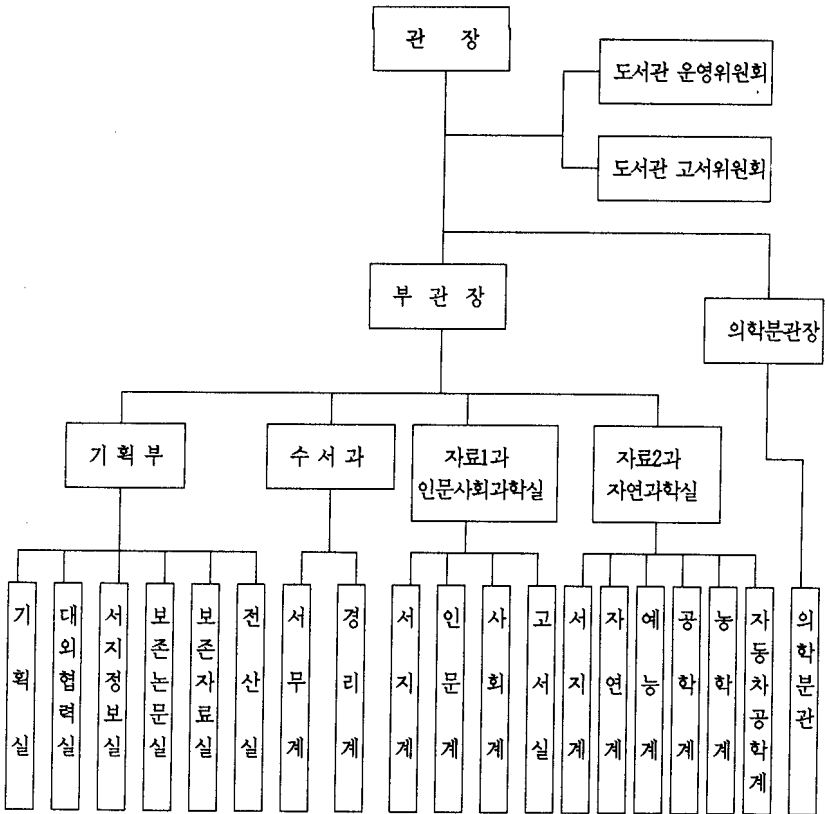 관 장
도서관 운영위원회
도서관 고서위원회
부 관 장
의학분관장
기 획 부
수 서 과
자료1과
인문사회과학실
자료2과
자연과학실
기획실
대외협력실
서지정보실
보존논문실
보존자료실
전산실
서무계
경리계
서지계
인문계
사회계
고서실
서지계
자연계
예능계
공학계
농학계
자동차공학계
의학분관